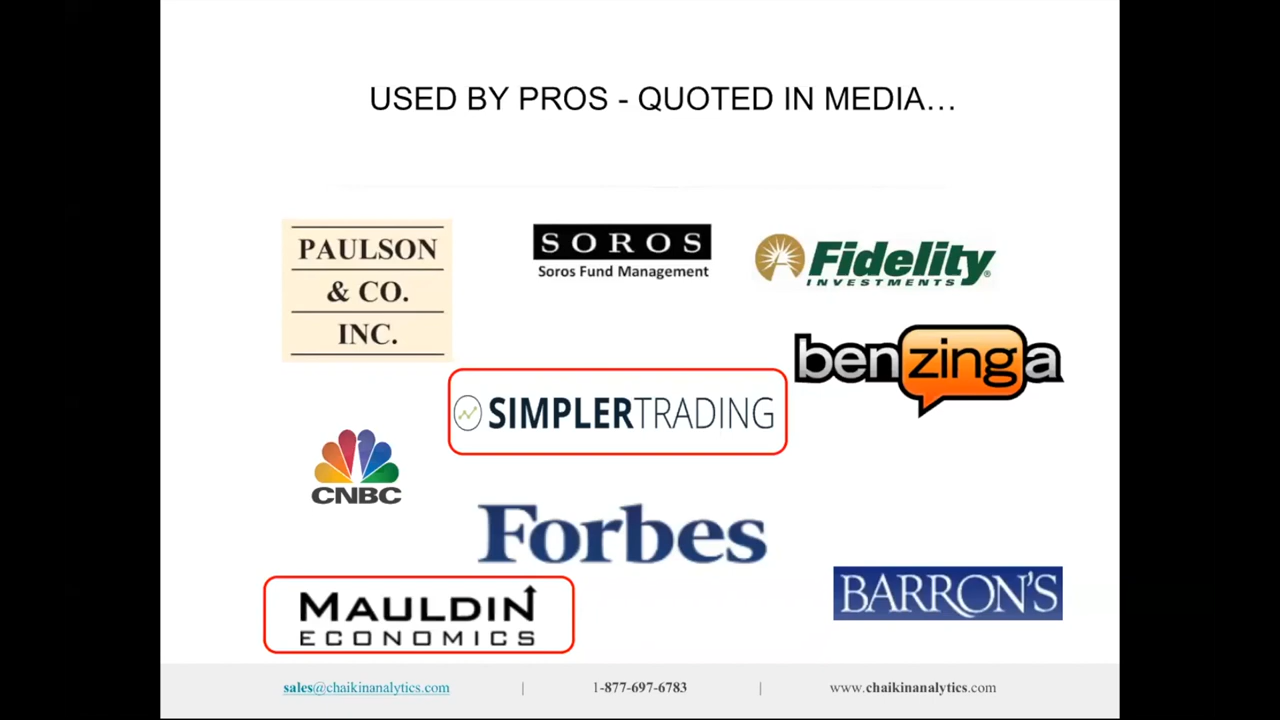 USED BY PROS - QUOTED IN MEDIA…
PAULSON
& CO.
INC.
SOROS
Soros Fund Management
Fidelity
INVESTMENTS
benzinga
SIMPLERTRADING
CNBC
Forbes
MAULDIN
ECONOMICS
BARRON'S
sales@chaikinanalytics.com | 1-877-697-6783 | www.chaikinanalytics.com